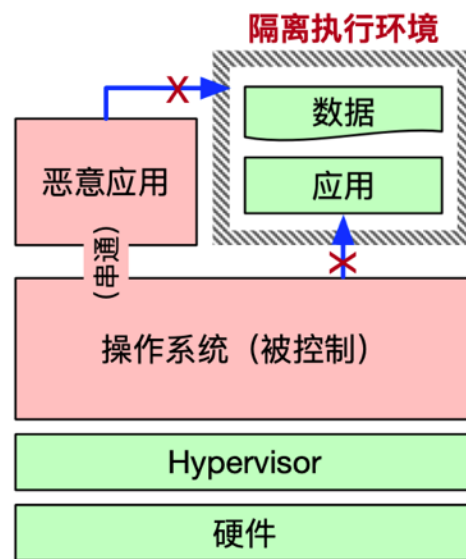 隔离执行环境
数据
恶意应用
应用
(串通)
操作系统（被控制）
Hypervisor
硬件